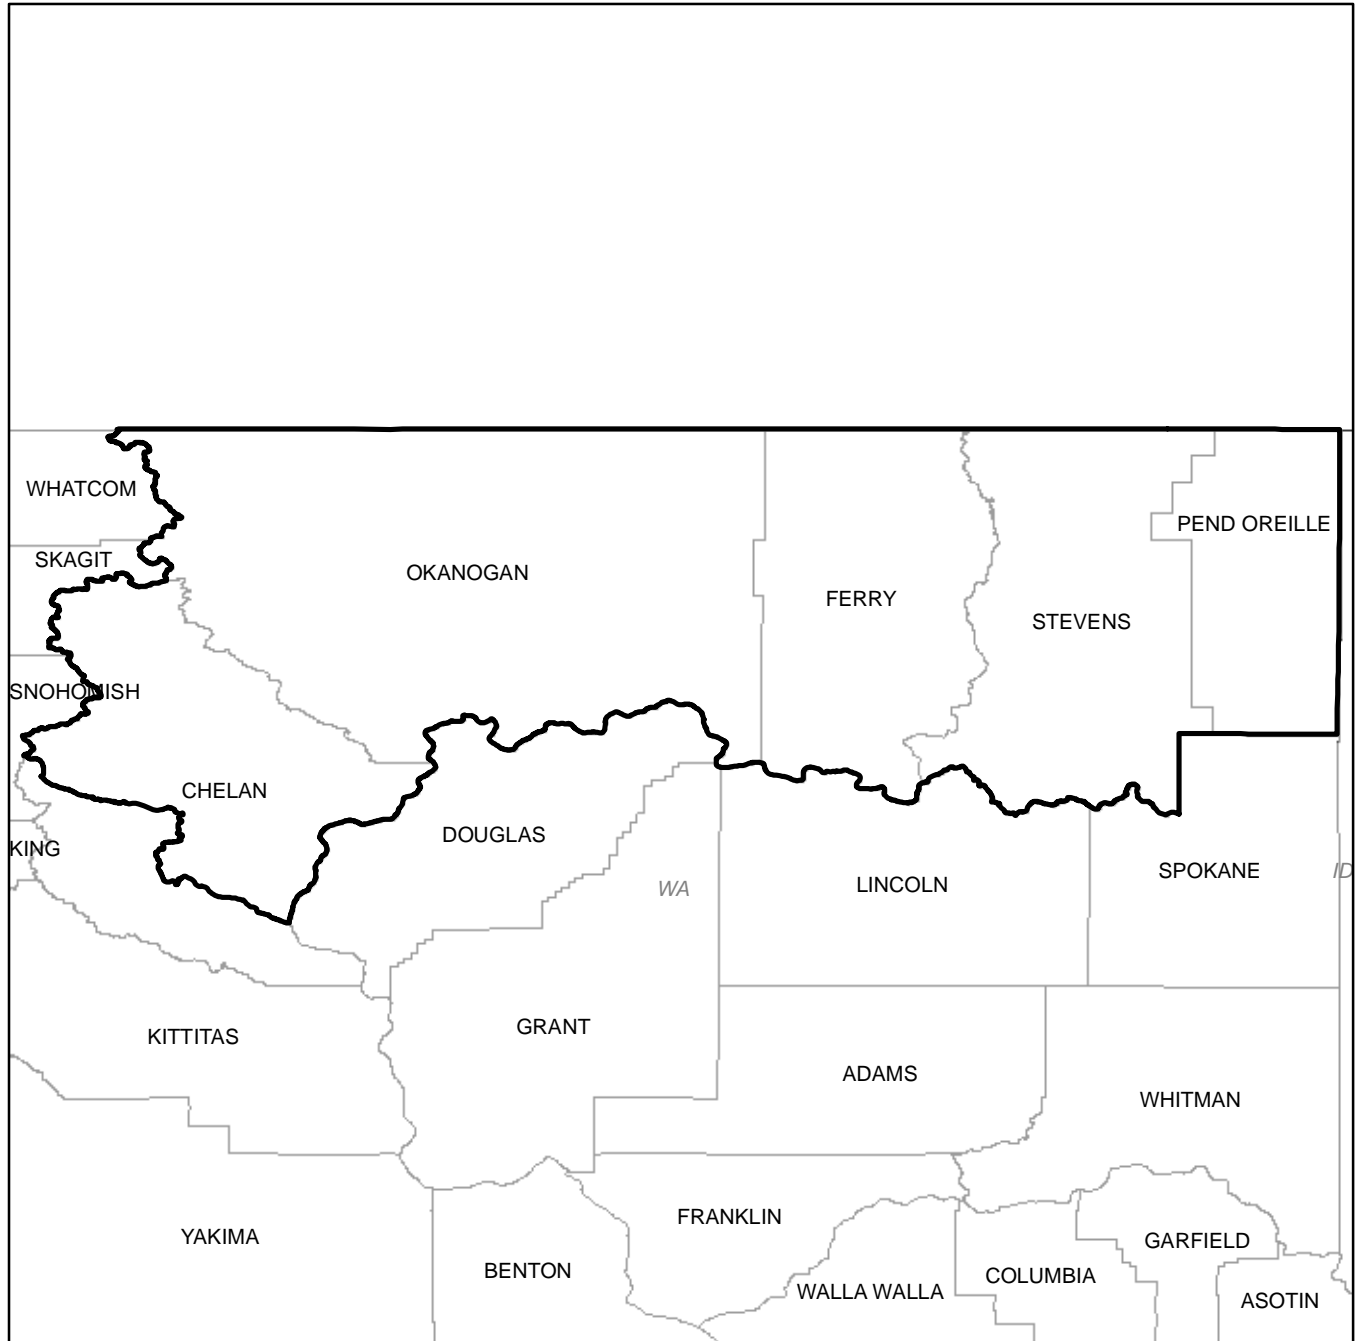 WHATCOM
PEND OREILLE
SKAGIT
OKANOGAN
FERRY
STEVENS
SNOHOMISH
CHELAN
DOUGLAS
KING
SPOKANE
ID
LINCOLN
WA
GRANT
KITTITAS
ADAMS
WHITMAN
FRANKLIN
YAKIMA
GARFIELD
BENTON
COLUMBIA
WALLA WALLA
ASOTIN